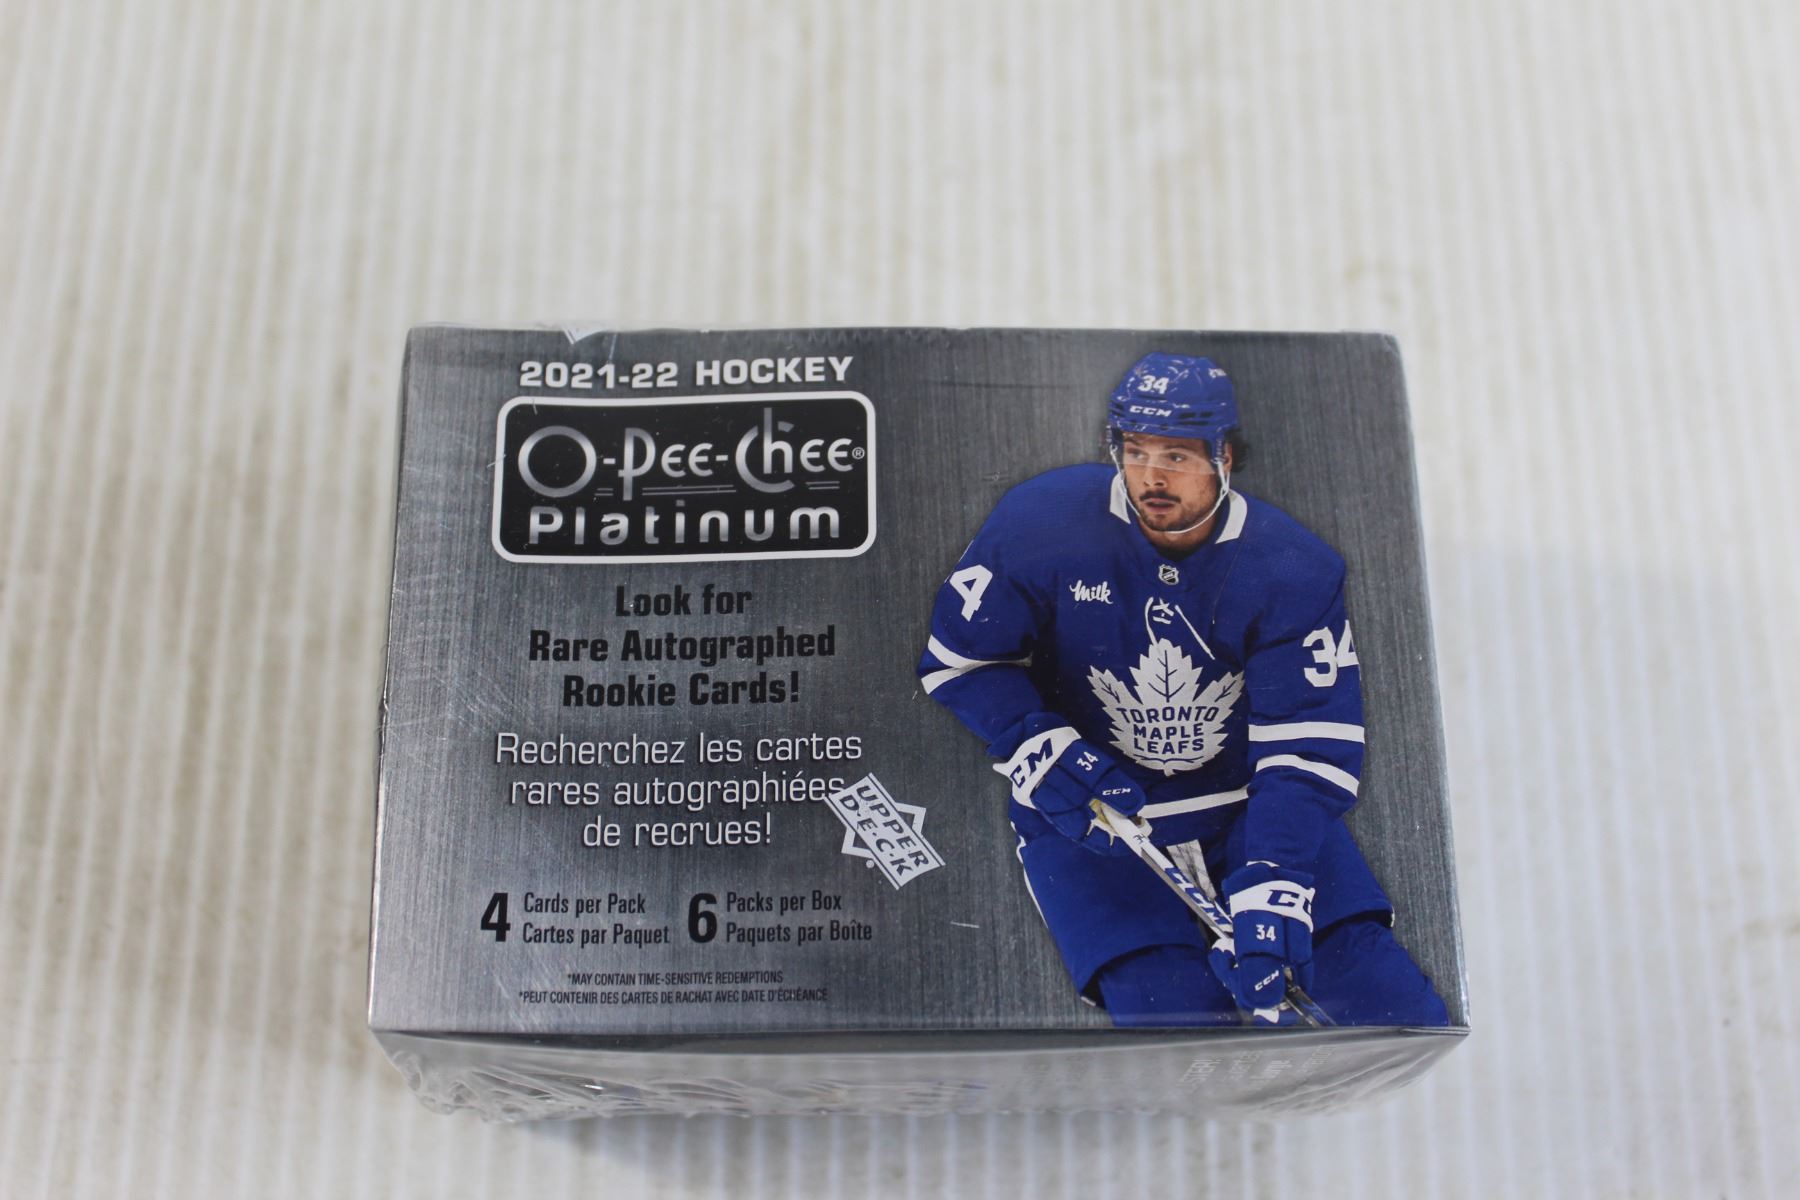 2021-22 HOCKEY
O-Pee-Chee®
Platinum
Look for
Rare Autographed
Rookie Cards!
Recherchez les cartes
rares autographiées
de recrues!
UPPER
D.E.C.K
4 Cards per Pack
Cartes par Paquet
6 Packs per Box
Paquets par Boîte
*MAY CONTAIN TIME-SENSITIVE REDEMPTIONS
*PEUT CONTENIR DES CARTES DE RACHAT AVEC DATE D'ÉCHÉANCE
34
CCM
Milk
34
34
TORONTO
MAPLE
LEAFS
CCM
34
CCM
CCM
34
CCM